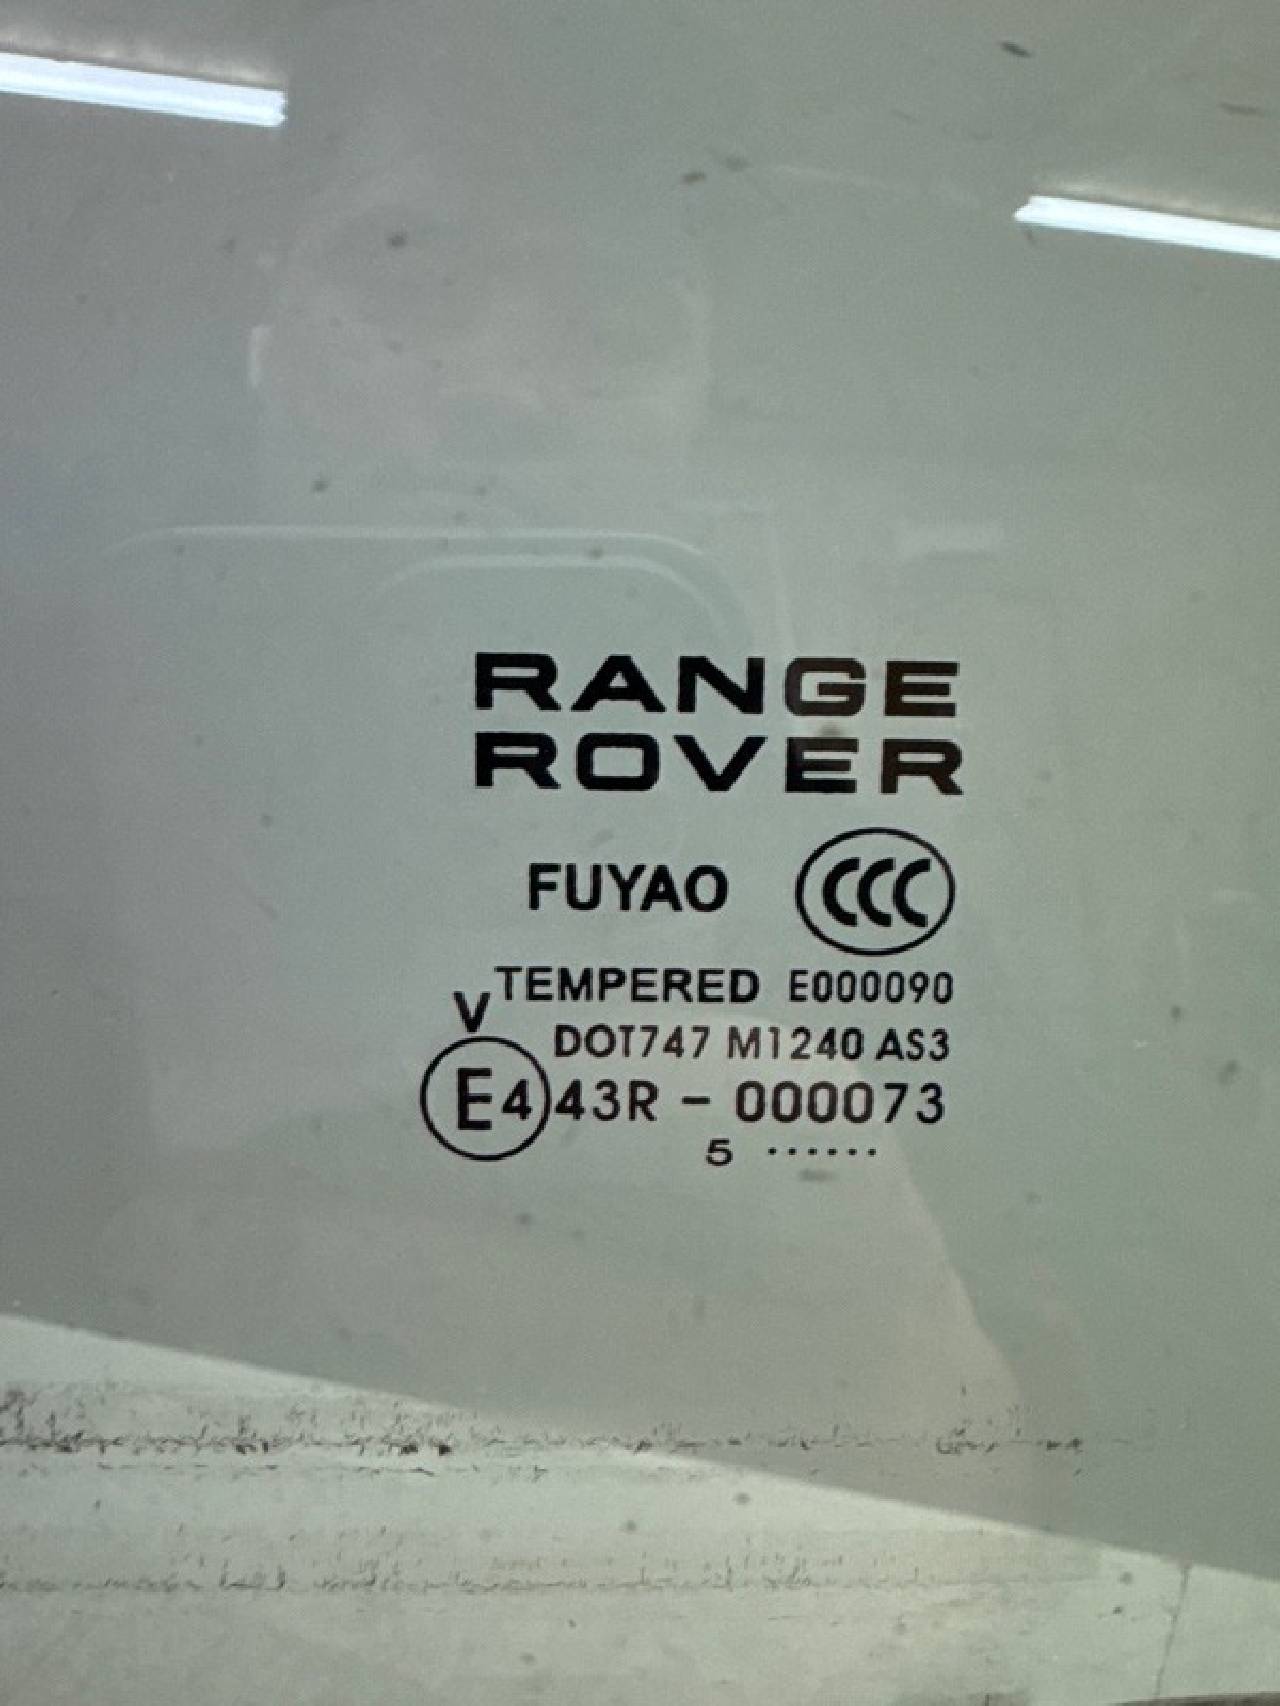 RANGE
ROVER
FUYAO CCC
TEMPERED E000090
V
DOT747 M1240 AS3
E4 43R - 000073
5 ······